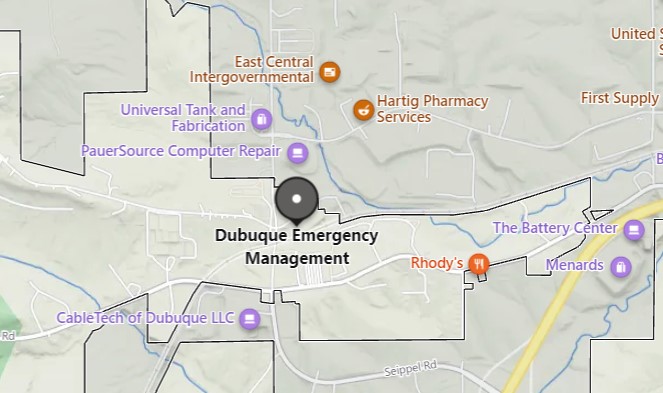 United S
East Central
Intergovernmental
Hartig Pharmacy
Services
First Supply
Universal Tank and
Fabrication
PauerSource Computer Repair
B
Dubuque Emergency
Management
The Battery Center
Rhody's
Menards
CableTech of Dubuque LLC
Rd
Seippel Rd